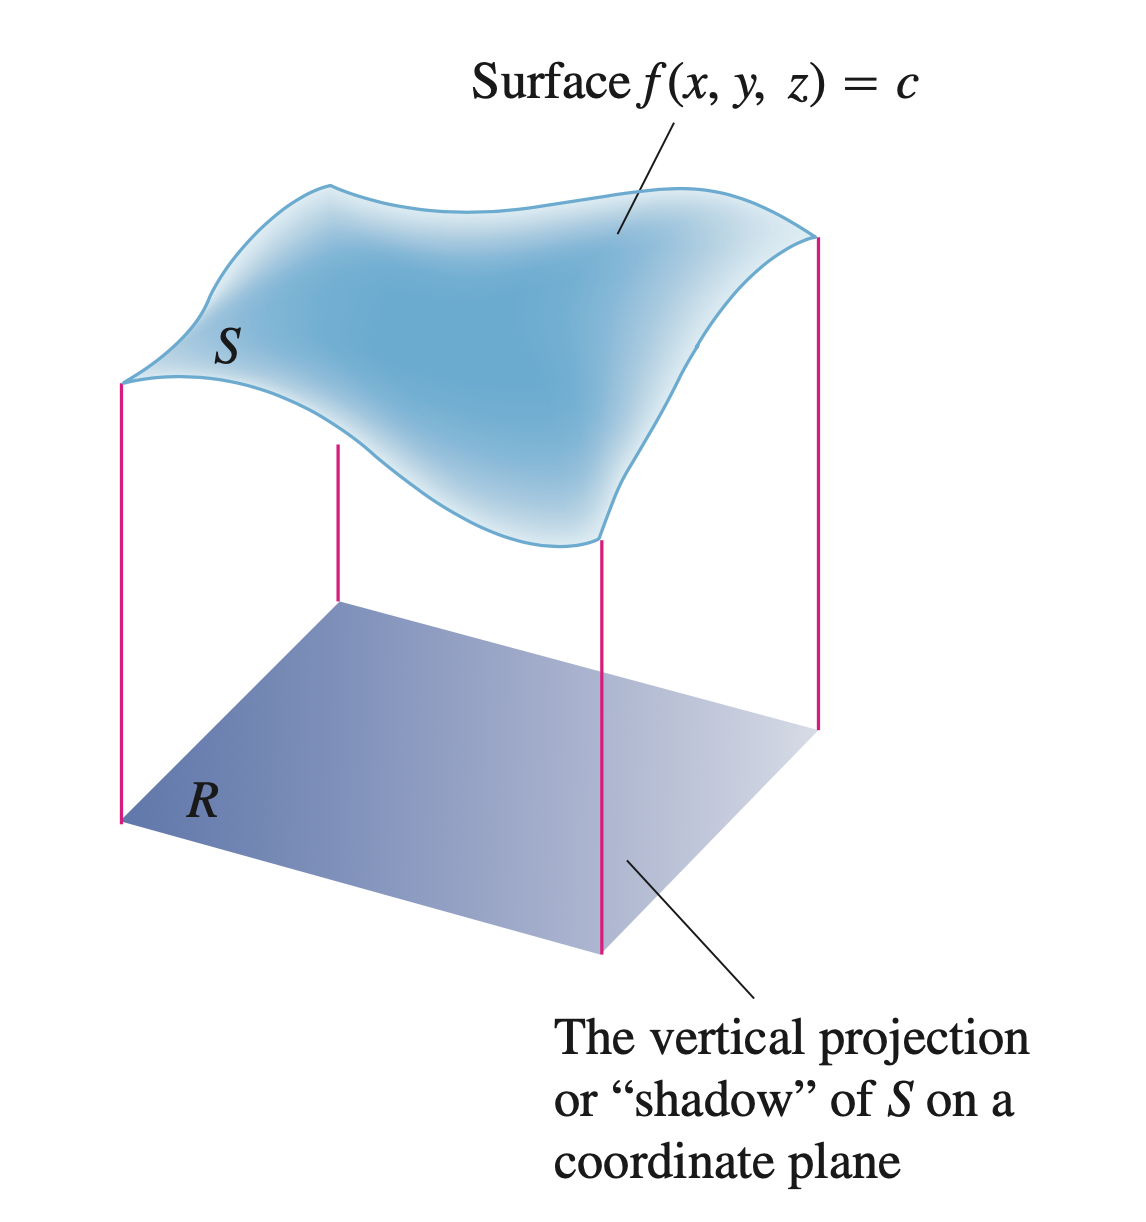 Surface f(x, y, z) = c
S
R
The vertical projection
or “shadow” of S on a
coordinate plane